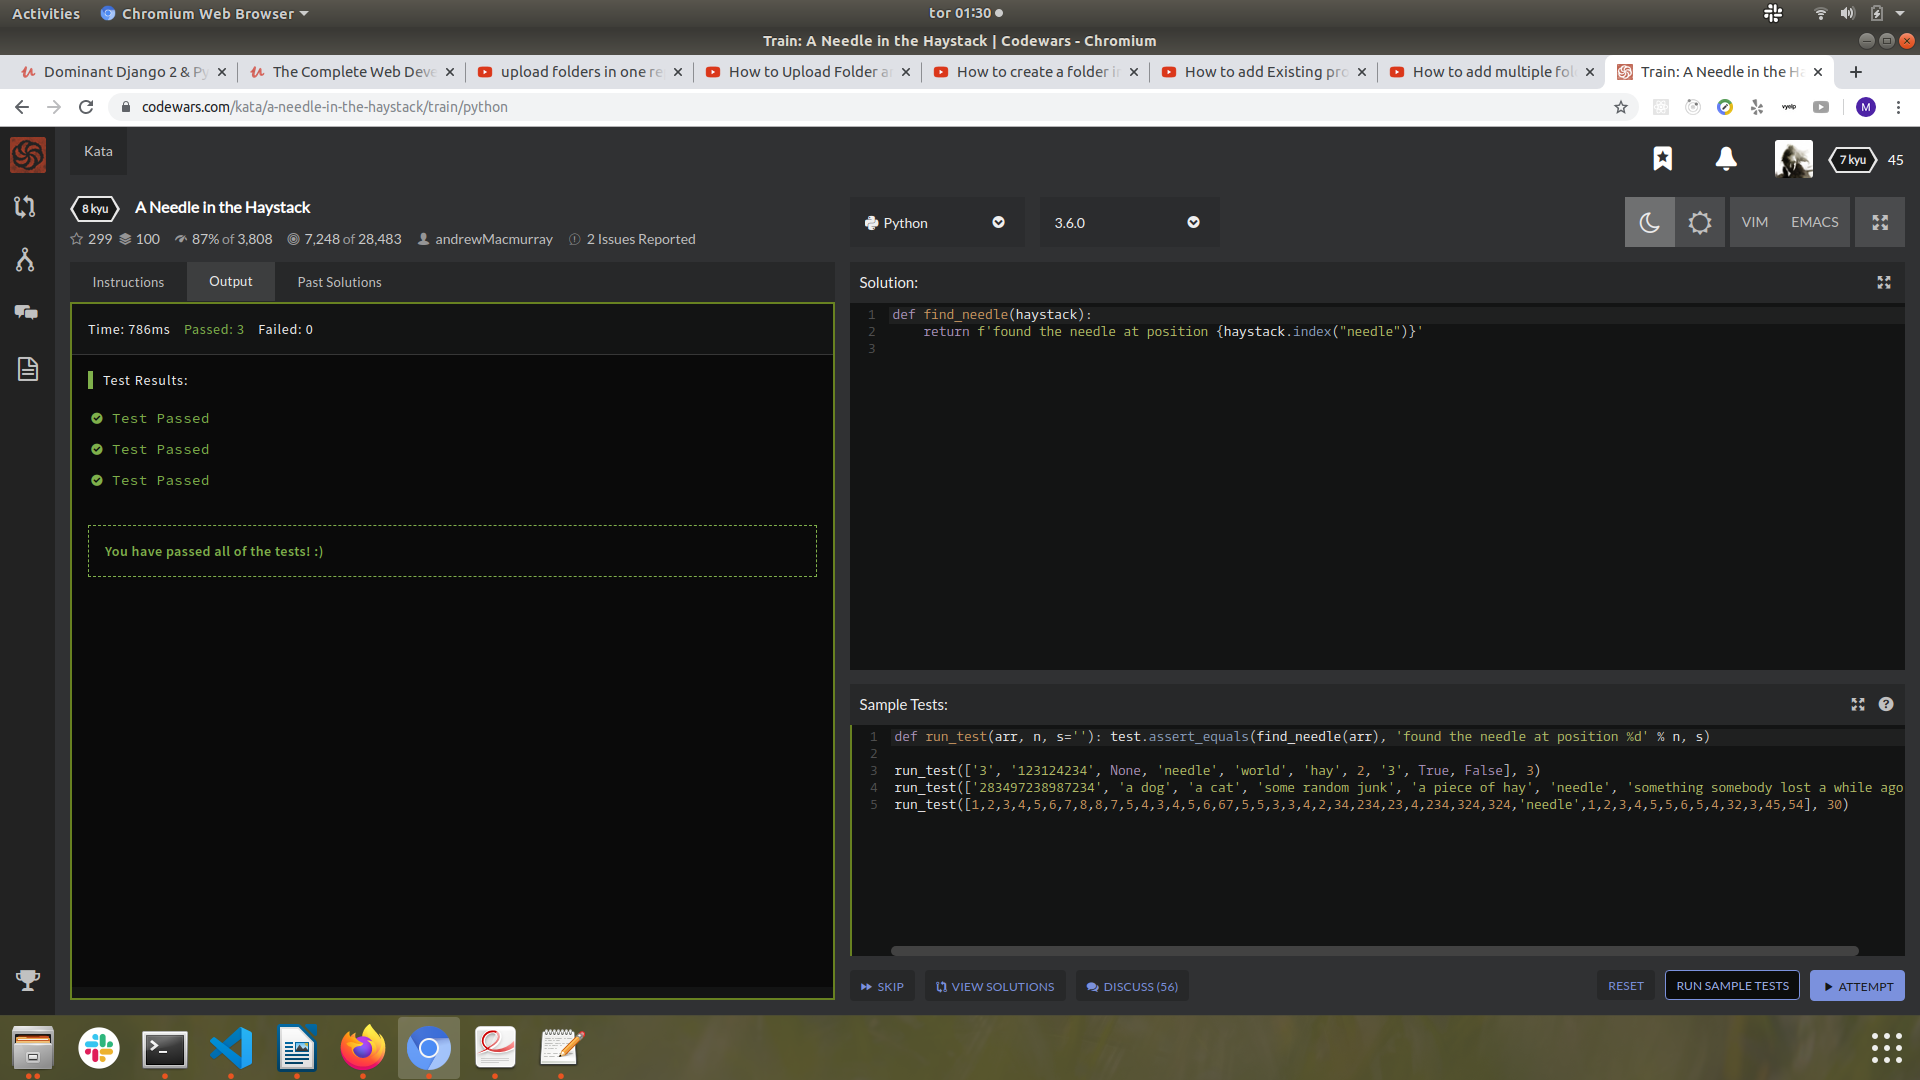 Activities Chromium Web Browser tor 01:30
Train: A Needle in the Haystack | Codewars - Chromium
Dominant Django 2 & Py The Complete Web Deve upload folders in one re How to Upload Folder a How to create a folder i How to add Existing pro How to add multiple fol Train: A Needle in the Ha
codewars.com/kata/a-needle-in-the-haystack/train/python M
Kata
7 kyu 45
8 kyu A Needle in the Haystack
299 100 87% of 3,808 7,248 of 28,483 andrewMacmurray 2 Issues Reported
Python 3.6.0 VIM EMACS
Instructions Output Past Solutions
Time: 786ms Passed: 3 Failed: 0
Test Results:
Test Passed
Test Passed
Test Passed
You have passed all of the tests! :)
Solution:
1 def find_needle(haystack):
2 return f'found the needle at position {haystack.index("needle")}'
3
Sample Tests:
1 def run_test(arr, n, s=''): test.assert_equals(find_needle(arr), 'found the needle at position %d' % n, s)
2
3 run_test(['3', '123124234', None, 'needle', 'world', 'hay', 2, '3', True, False], 3)
4 run_test(['283497238987234', 'a dog', 'a cat', 'some random junk', 'a piece of hay', 'needle', 'something somebody lost a while ago
5 run_test([1,2,3,4,5,6,7,8,8,7,5,4,3,4,5,6,67,5,5,3,3,4,2,34,234,23,4,234,324,324,'needle',1,2,3,4,5,5,6,5,4,32,3,45,54], 30)
SKIP VIEW SOLUTIONS DISCUSS (56) RESET RUN SAMPLE TESTS ATTEMPT